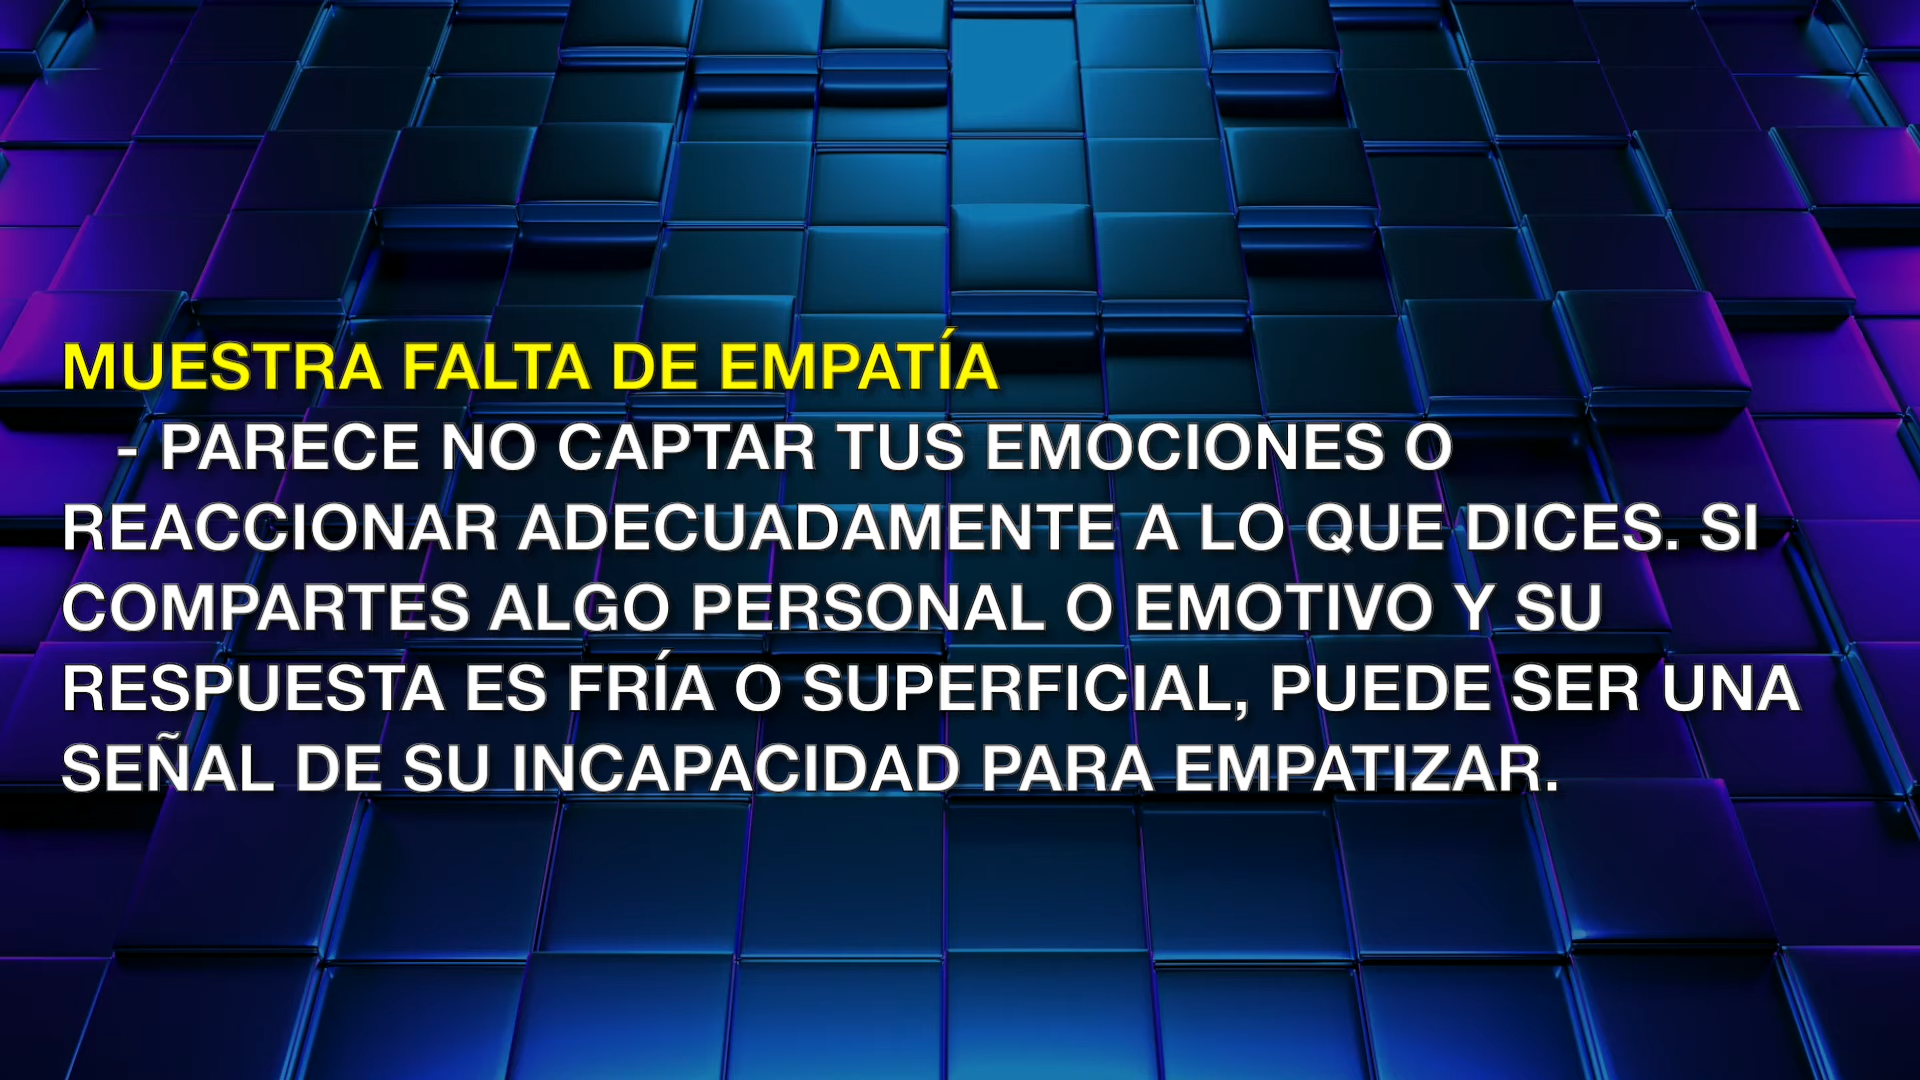 MUESTRA FALTA DE EMPATÍA
- PARECE NO CAPTAR TUS EMOCIONES O
REACCIONAR ADECUADAMENTE A LO QUE DICES. SI
COMPARTES ALGO PERSONAL O EMOTIVO Y SU
RESPUESTA ES FRÍA O SUPERFICIAL, PUEDE SER UNA
SEÑAL DE SU INCAPACIDAD PARA EMPATIZAR.